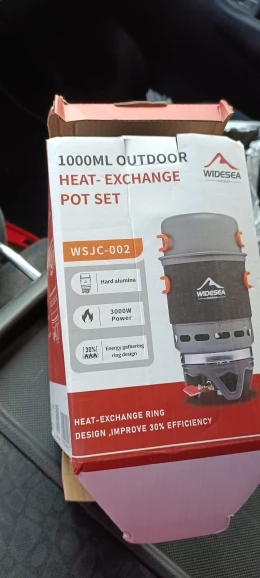 1000ML OUTDOOR
HEAT- EXCHANGE
POT SET
WIDESEA
WSJC-002
Hard alumina
3000W
Power
30%
Energy gathering
ring design
WIDESEA
HEAT-EXCHANGE RING
DESIGN ,IMPROVE 30% EFFICIENCY